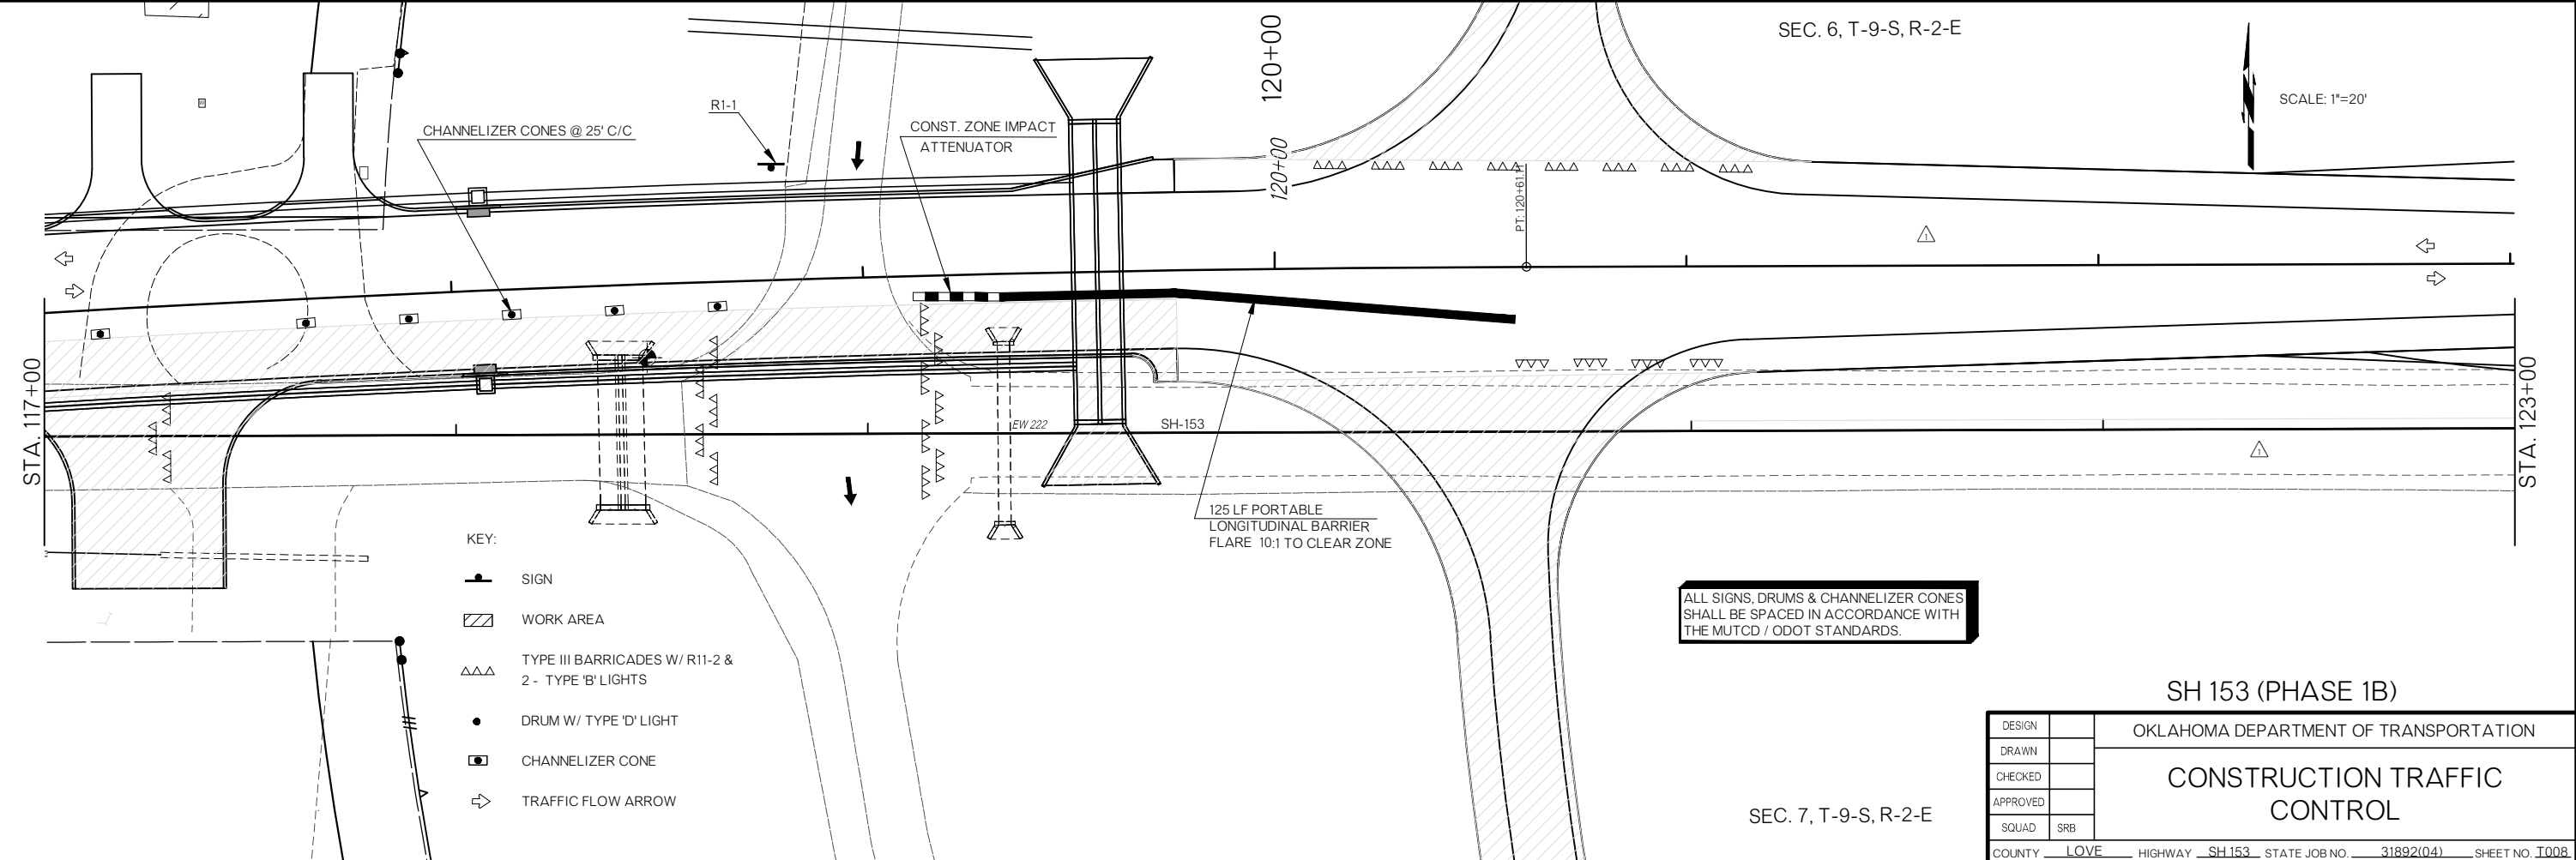 120+00
SEC. 6, T-9-S, R-2-E
SCALE: 1"=20'
R1-1
CHANNELIZER CONES @ 25' C/C
CONST. ZONE IMPACT
ATTENUATOR
120+00
PT: 120+61.11
1
STA. 117+00
STA. 123+00
EW 222
SH-153
1
125 LF PORTABLE
LONGITUDINAL BARRIER
FLARE 10:1 TO CLEAR ZONE
KEY:
SIGN
WORK AREA
TYPE III BARRICADES W/ R11-2 &
2 - TYPE 'B' LIGHTS
DRUM W/ TYPE 'D' LIGHT
CHANNELIZER CONE
TRAFFIC FLOW ARROW
ALL SIGNS, DRUMS & CHANNELIZER CONES
SHALL BE SPACED IN ACCORDANCE WITH
THE MUTCD / ODOT STANDARDS.
SH 153 (PHASE 1B)
DESIGN
DRAWN
CHECKED
APPROVED
SQUAD SRB
OKLAHOMA DEPARTMENT OF TRANSPORTATION
CONSTRUCTION TRAFFIC
CONTROL
SEC. 7, T-9-S, R-2-E
COUNTY LOVE HIGHWAY SH 153 STATE JOB NO. 31892(04) SHEET NO. T008